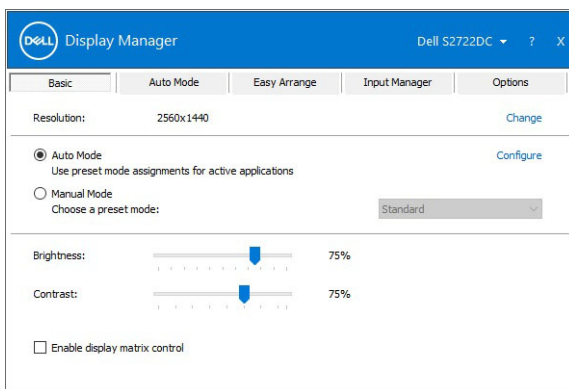 DELL Display Manager Dell S2722DC ? X
Basic Auto Mode Easy Arrange Input Manager Options
Resolution: 2560x1440 Change
Auto Mode Configure
Use preset mode assignments for active applications
Manual Mode
Choose a preset mode: Standard
Brightness: 75%
Contrast: 75%
Enable display matrix control